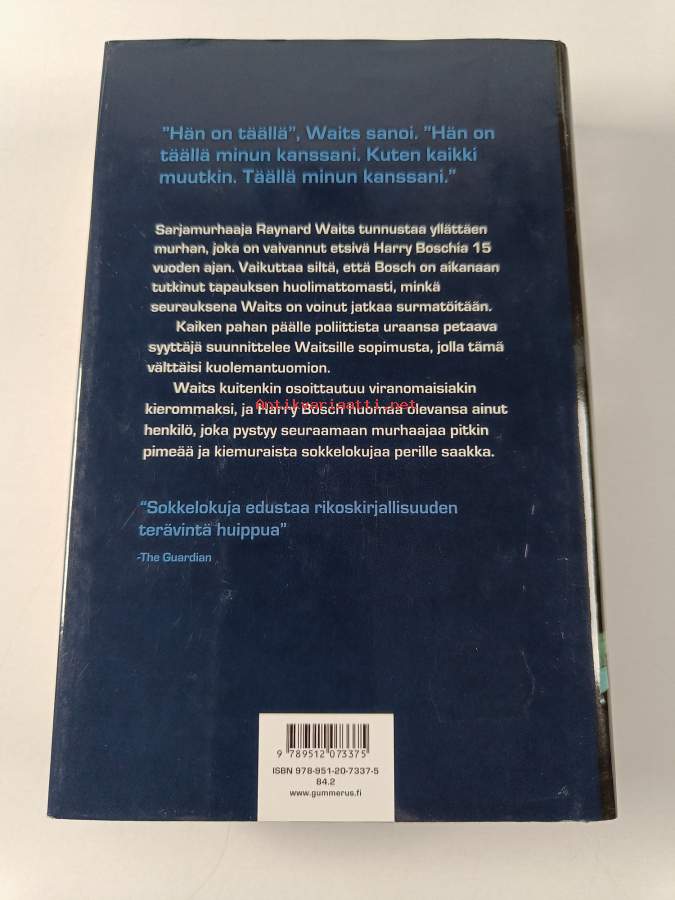 ”Hän on täällä”, Waits sanoi. ”Hän on
täällä minun kanssani. Kuten kaikki
muutkin. Täällä minun kanssani.”
Sarjamurhaaja Raynard Waits tunnustaa yllättäen
murhan, joka on vaivannut etsivä Harry Boschia 15
vuoden ajan. Vaikuttaa siltä, että Bosch on aikanaan
tutkinut tapauksen huolimattomasti, minkä
seurauksena Waits on voinut jatkaa surmatöitään.
Kaiken pahan päälle poliittista uraansa petaava
syyttäjä suunnittelee Waitsille sopimusta, jolla tämä
välttäisi kuolemantuomion.
Waits kuitenkin osoittautuu viranomaisiakin
Antikvariaatti.net
kierommaksi, ja Harry Bosch huomaa olevansa ainut
henkilö, joka pystyy seuraamaan murhaajaa pitkin
pimeää ja kiemuraista sokkelokujaa perille saakka.
“Sokkelokuja edustaa rikoskirjallisuuden
terävintä huippua”
-The Guardian
9 789512 073375
ISBN 978-951-20-7337-5
84.2
www.gummerus.fi